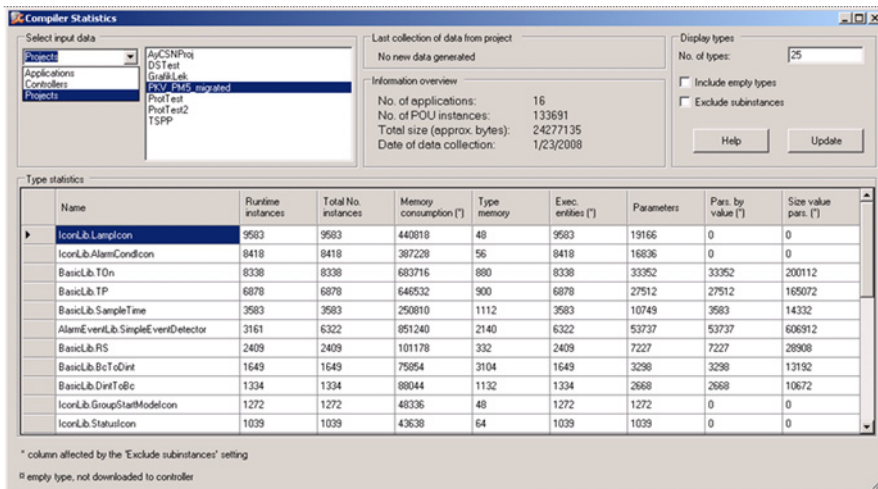 Compiler Statistics
Select input data
Projects
Applications
Controllers
Projects
AyCSNProj
DSTest
GrafikLek
PKV_PM5_migrated
ProtTest
ProtTest2
TSPP
Last collection of data from project
No new data generated
Information overview
No. of applications: 16
No. of POU instances: 133691
Total size (approx. bytes): 24277135
Date of data collection: 1/23/2008
Display types
No. of types: 25
Include empty types
Exclude subinstances
Help Update
Type statistics
Name Runtime instances Total No. instances Memory consumption (*) Type memory Exec. entities (*) Parameters Pars. by value (*) Size value pars. (*)
IconLib.LampIcon 9583 9583 440818 48 9583 19166 0 0
IconLib.AlarmCondIcon 8418 8418 387228 56 8418 16836 0 0
BasicLib.TOn 8338 8338 683716 880 8338 33352 33352 200112
BasicLib.TP 6878 6878 646532 900 6878 27512 27512 165072
BasicLib.SampleTime 3583 3583 250810 1112 3583 10749 3583 14332
AlarmEventLib.SimpleEventDetector 3161 6322 851240 2140 6322 53737 53737 606912
BasicLib.RS 2409 2409 101178 332 2409 7227 7227 28908
BasicLib.BcToDint 1649 1649 75854 3104 1649 3298 3298 13192
BasicLib.DintToBc 1334 1334 88044 1132 1334 2668 2668 10672
IconLib.GroupStartModeIcon 1272 1272 48336 48 1272 1272 0 0
IconLib.StatusIcon 1039 1039 43638 64 1039 1039 0 0
* column affected by the 'Exclude subinstances' setting
¤ empty type, not downloaded to controller